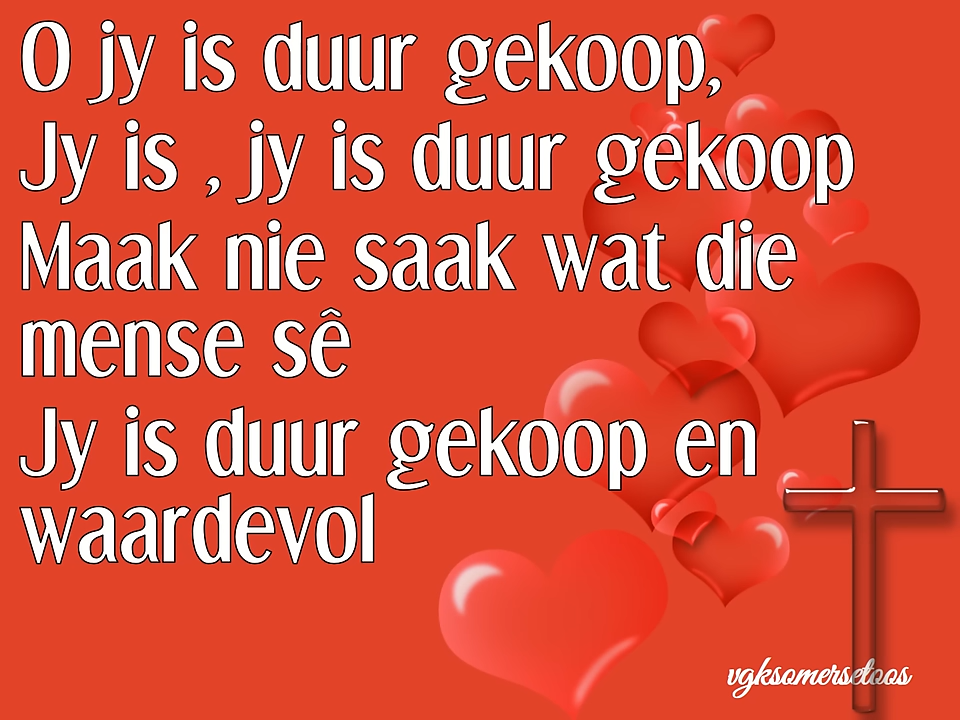 O jy is duur gekoop,
Jy is , jy is duur gekoop
Maak nie saak wat die
mense sê
Jy is duur gekoop en
waardevol
vgksomersetoos